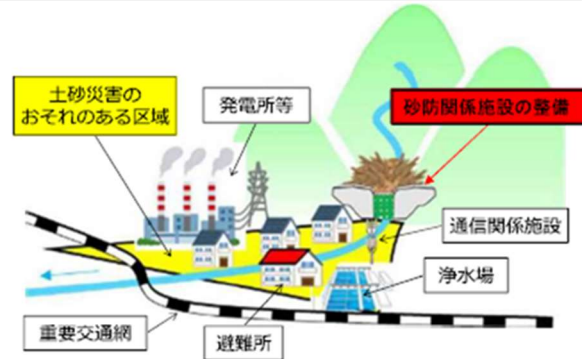 土砂災害の
おそれのある区域
発電所等
砂防関係施設の整備
通信関係施設
浄水場
重要交通網
避難所